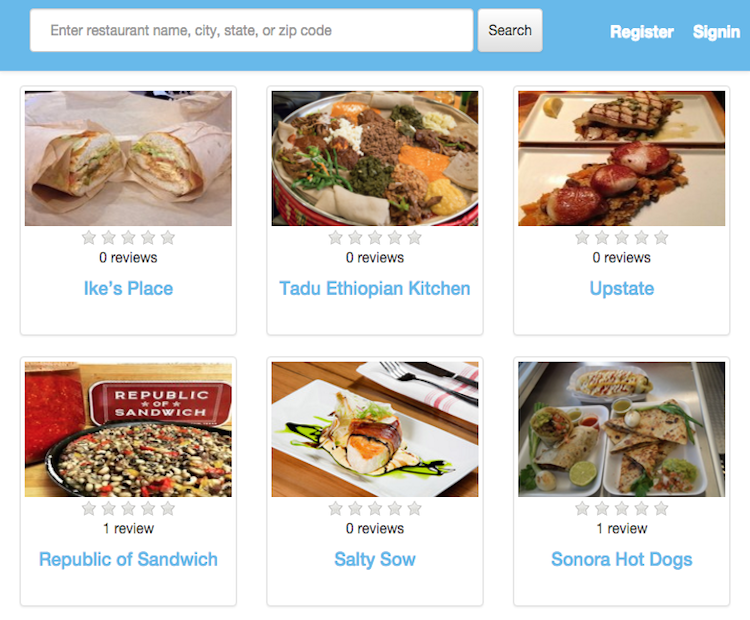 Enter restaurant name, city, state, or zip code
Search
Register
Signin
0 reviews
Ike's Place
0 reviews
Tadu Ethiopian Kitchen
0 reviews
Upstate
REPUBLIC
OF
SANDWICH
1 review
Republic of Sandwich
0 reviews
Salty Sow
1 review
Sonora Hot Dogs